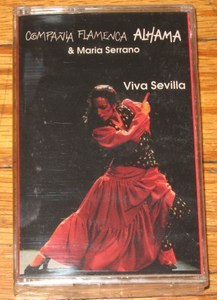 COMPAÑIA FLAMENCA ALHAMA
& Maria Serrano
Viva Sevilla